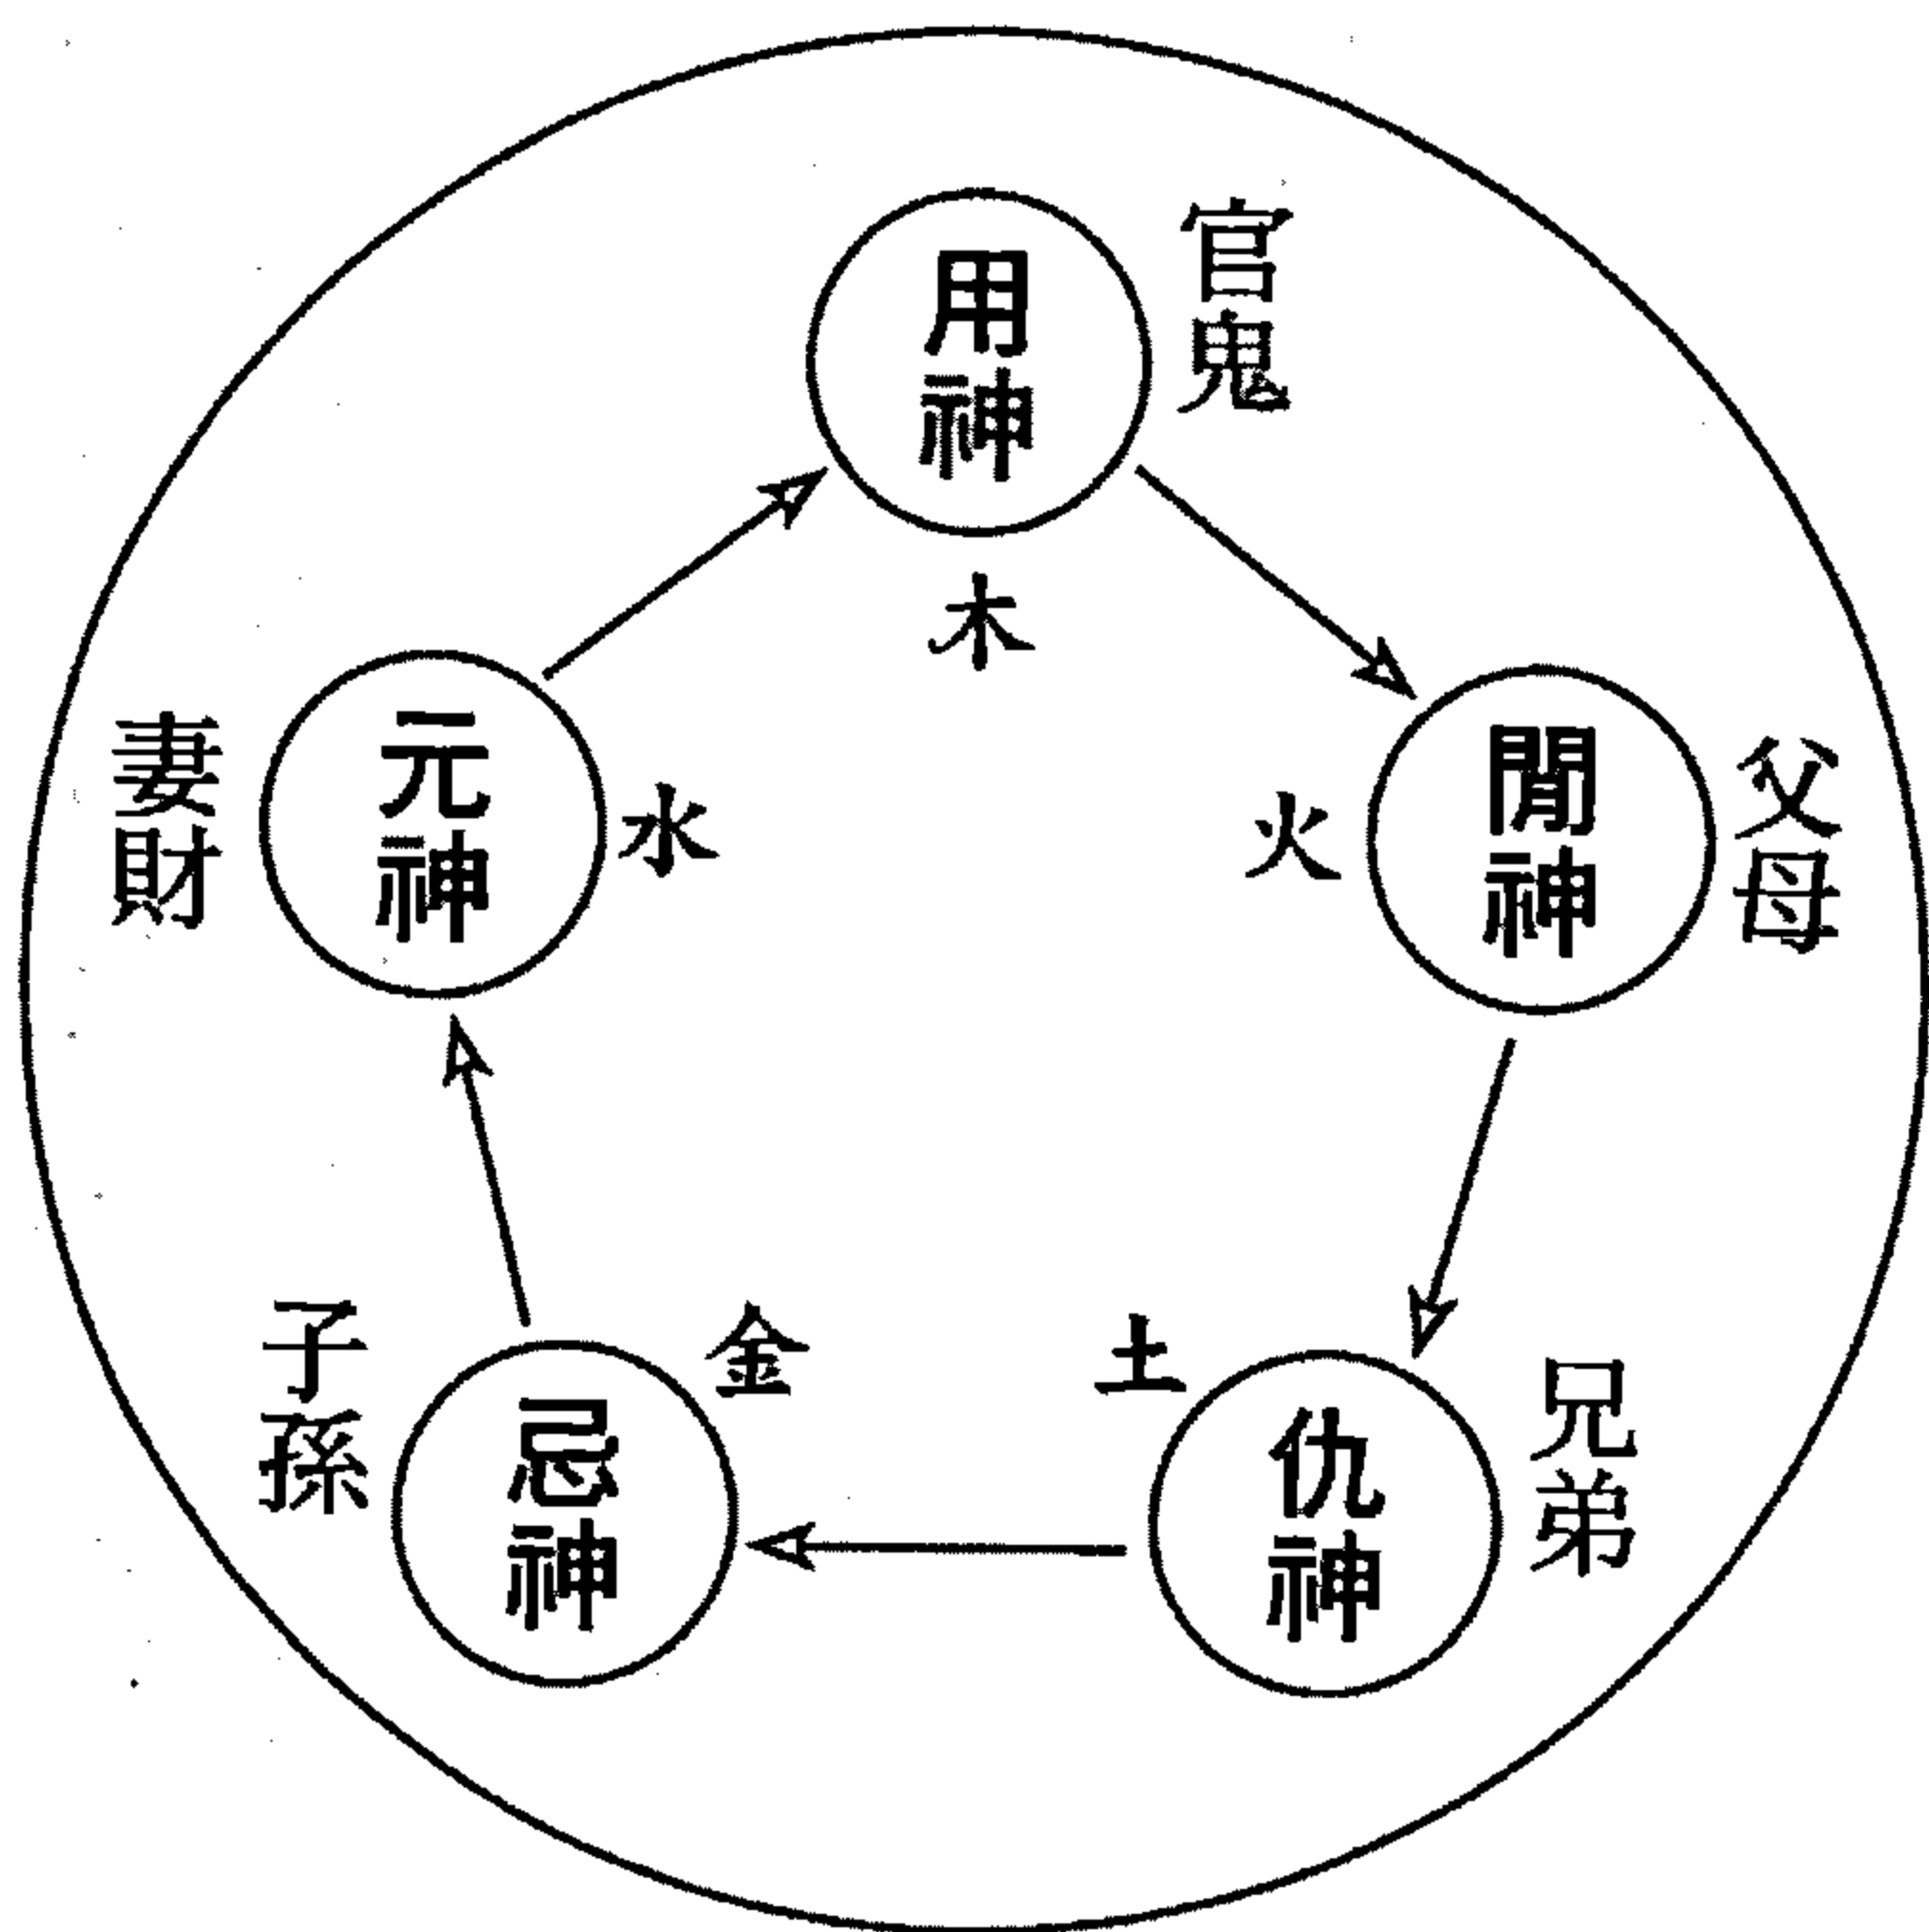 用神
官鬼
木
元神
妻財
水
閒神
父母
火
忌神
子孫
金
仇神
兄弟
土